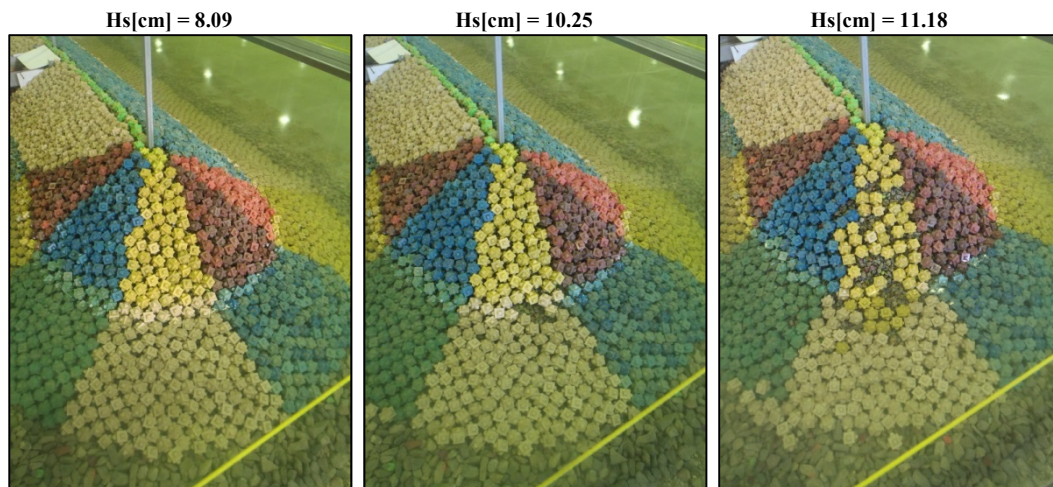 Hs[cm] = 8.09
Hs[cm] = 10.25
Hs[cm] = 11.18